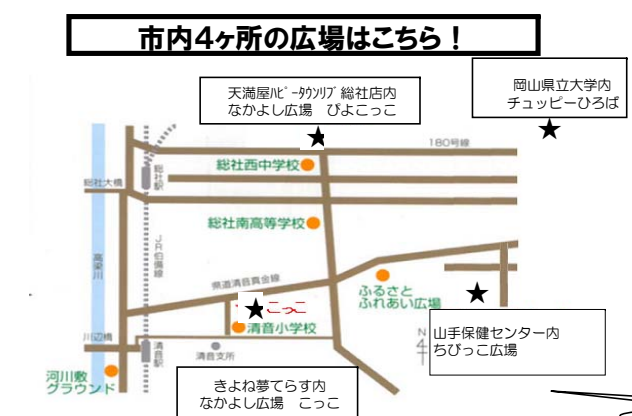 市内4ヶ所の広場はこちら！
天満屋ﾊﾋﾟｰﾀｳﾝﾘﾌﾞ総社店内
なかよし広場　ぴよこっこ
岡山県立大学内
チュッピーひろば
180号線
総社西中学校
総社駅
総社大橋
総社南高等学校
高梁川
JR伯備線
県道清音真金線
ふるさと
ふれあい広場
こっこ
清音小学校
山手保健センター内
ちびっこ広場
N
4
川辺橋
清音駅
清音支所
河川敷
グラウンド
きよね夢てらす内
なかよし広場　こっこ